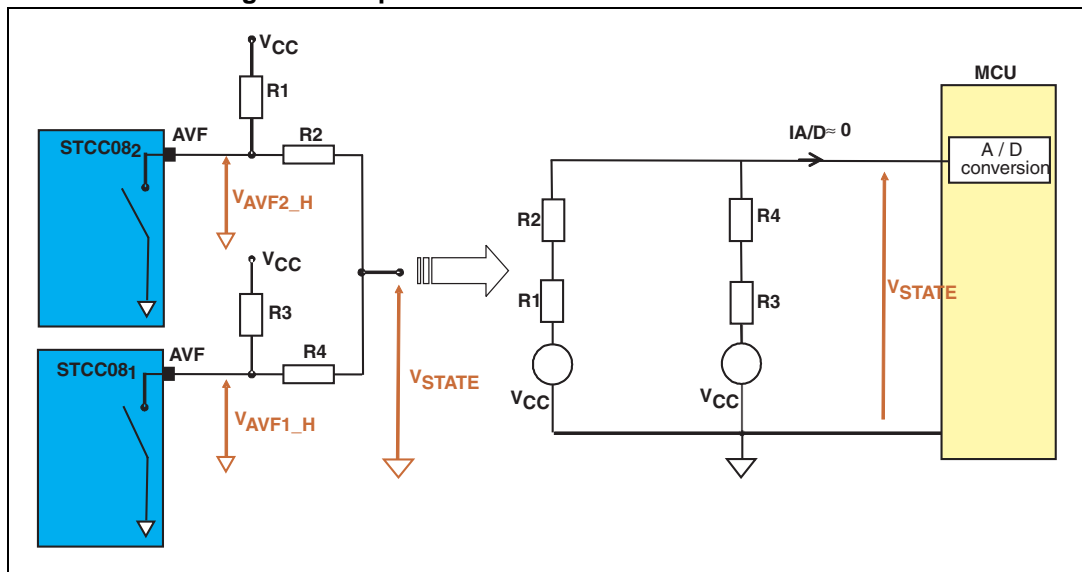 VCC
R1
AVF
R2
STCC082
VAVF2_H
VCC
R3
AVF
R4
STCC081
VAVF1_H
VSTATE
MCU
IA/D≈ 0
A / D
conversion
R2
R4
R1
R3
VSTATE
VCC
VCC